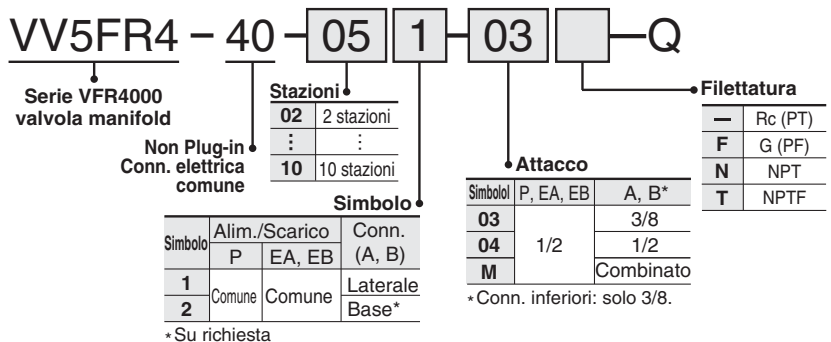 VV5FR4 – 40 – 05 1 – 03 – Q
Serie VFR4000
valvola manifold
Non Plug-in
Conn. elettrica
comune
Stazioni
02 2 stazioni
⋮ ⋮
10 10 stazioni
Simbolo
Simbolo Alim./Scarico Conn.
P EA, EB (A, B)
1 Comune Comune Laterale
2 Base*
*Su richiesta
Attacco
Simbolol P, EA, EB A, B*
03 1/2 3/8
04 1/2
M Combinato
*Conn. inferiori: solo 3/8.
Filettatura
— Rc (PT)
F G (PF)
N NPT
T NPTF